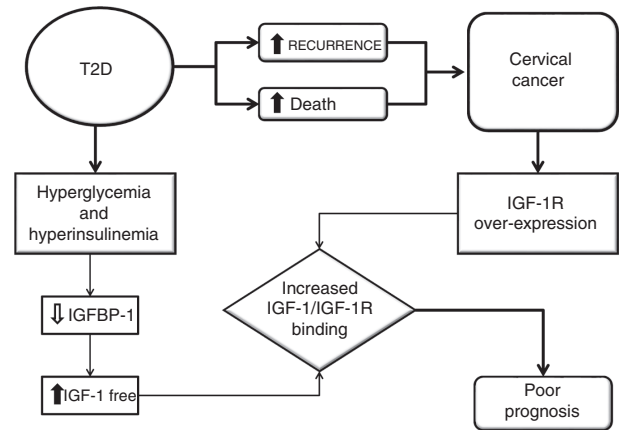 T2D
RECURRENCE
Death
Cervical
cancer
Hyperglycemia
and
hyperinsulinemia
IGF-1R
over-expression
IGFBP-1
IGF-1 free
Increased
IGF-1/IGF-1R
binding
Poor
prognosis